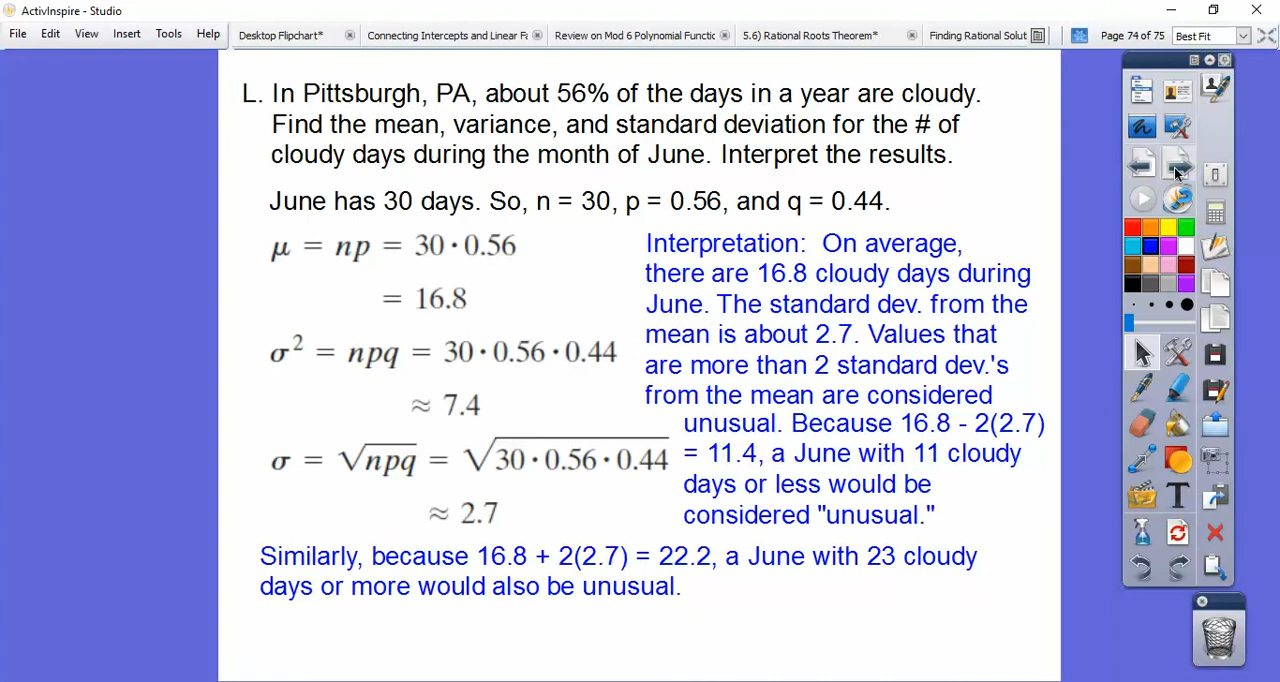 ActivInspire - Studio
File Edit View Insert Tools Help
Desktop Flipchart* Connecting Intercepts and Linear Fa Review on Mod 6 Polynomial Functic 5.6) Rational Roots Theorem* Finding Rational Solut Page 74 of 75 Best Fit
L. In Pittsburgh, PA, about 56% of the days in a year are cloudy.
Find the mean, variance, and standard deviation for the # of
cloudy days during the month of June. Interpret the results.
June has 30 days. So, n = 30, p = 0.56, and q = 0.44.
μ = np = 30 · 0.56
= 16.8
σ² = npq = 30 · 0.56 · 0.44
≈ 7.4
σ = √npq = √30 · 0.56 · 0.44
≈ 2.7
Interpretation: On average,
there are 16.8 cloudy days during
June. The standard dev. from the
mean is about 2.7. Values that
are more than 2 standard dev.'s
from the mean are considered
unusual. Because 16.8 - 2(2.7)
= 11.4, a June with 11 cloudy
days or less would be
considered "unusual."
Similarly, because 16.8 + 2(2.7) = 22.2, a June with 23 cloudy
days or more would also be unusual.